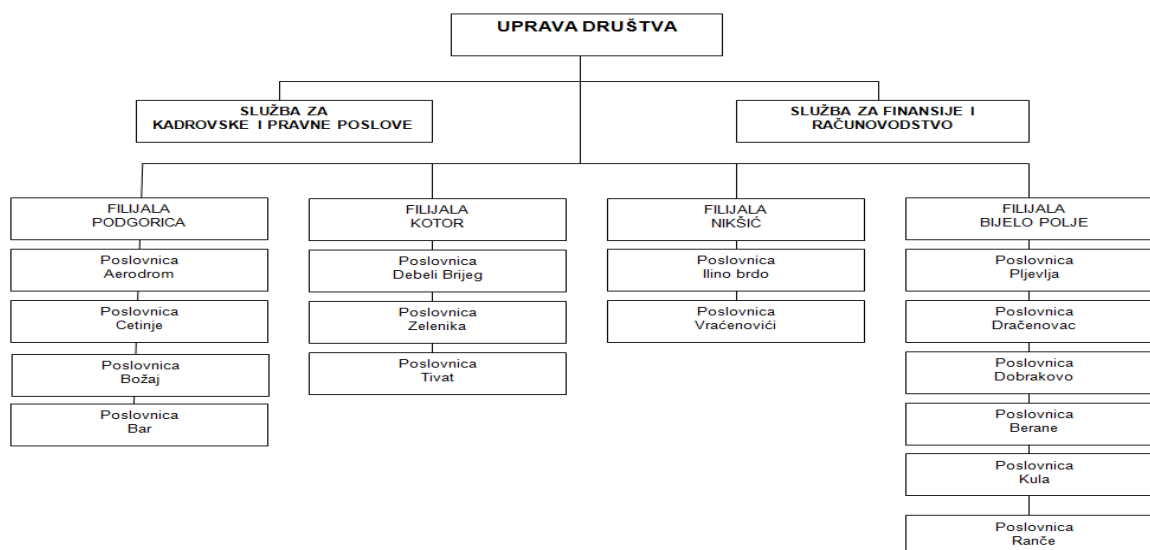 UPRAVA DRUŠTVA
SLUŽBA ZA
KADROVSKE I PRAVNE POSLOVE
SLUŽBA ZA FINANSIJE I
RAČUNOVODSTVO
FILIJALA
PODGORICA
Poslovnica
Aerodrom
Poslovnica
Cetinje
Poslovnica
Božaj
Poslovnica
Bar
FILIJALA
KOTOR
Poslovnica
Debeli Brijeg
Poslovnica
Zelenika
Poslovnica
Tivat
FILIJALA
NIKŠIĆ
Poslovnica
Ilino brdo
Poslovnica
Vraćenovići
FILIJALA
BIJELO POLJE
Poslovnica
Pljevlja
Poslovnica
Dračenovac
Poslovnica
Dobrakovo
Poslovnica
Berane
Poslovnica
Kula
Poslovnica
Ranče